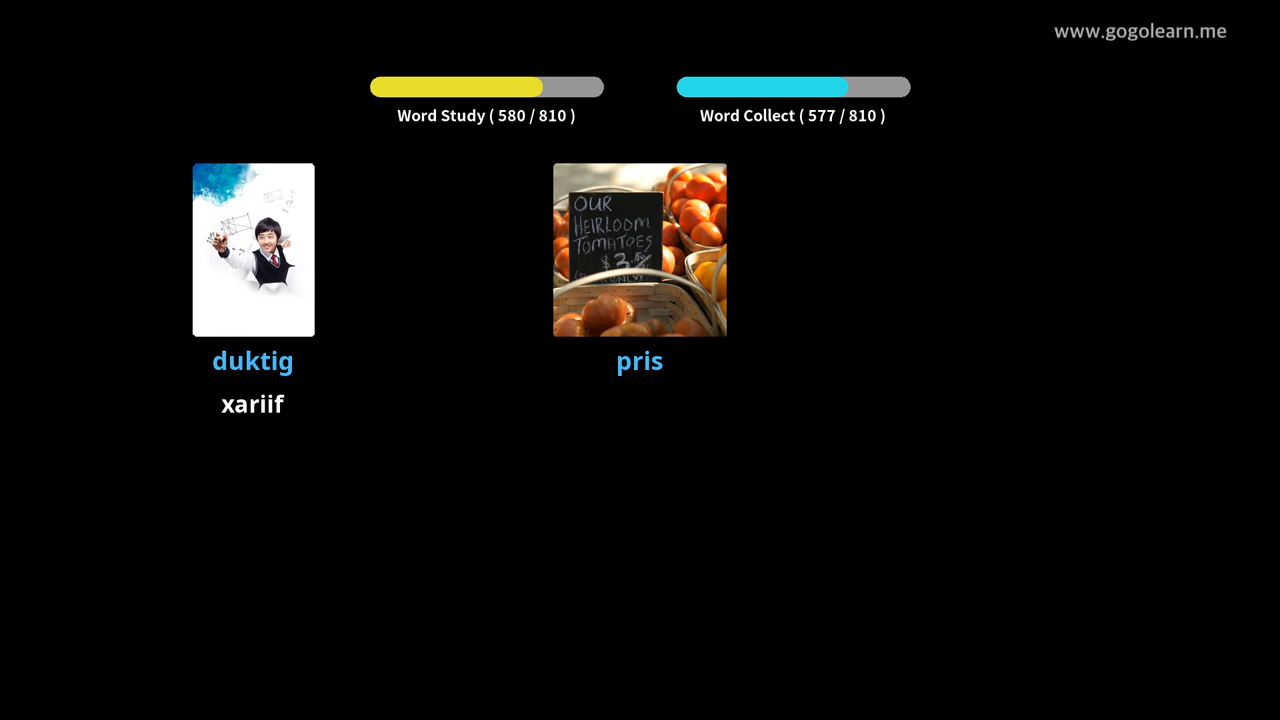 www.gogolearn.me
Word Study ( 580 / 810 )
Word Collect ( 577 / 810 )
OUR
HEIRLOOM
TOMATOES
duktig
pris
xariif